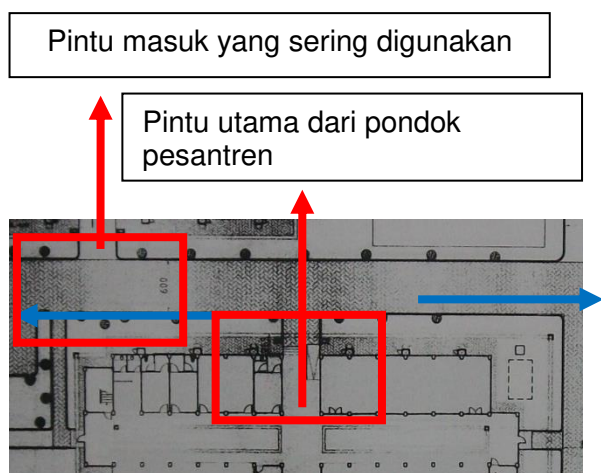 Pintu masuk yang sering digunakan
Pintu utama dari pondok
pesantren
600